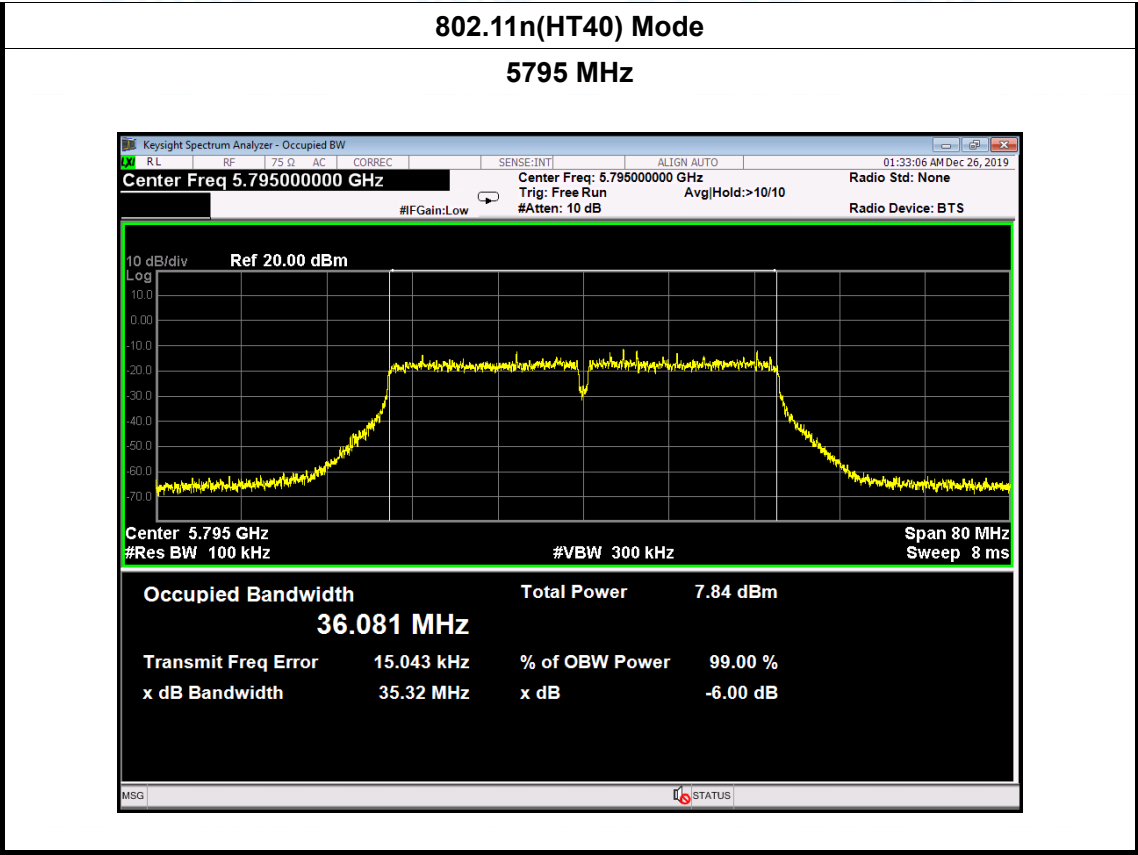 802.11n(HT40) Mode
5795 MHz
Keysight Spectrum Analyzer - Occupied BW
LXI RL RF 75 Ω AC CORREC SENSE:INT ALIGN AUTO 01:33:06 AM Dec 26, 2019
Center Freq 5.795000000 GHz Center Freq: 5.795000000 GHz Radio Std: None
Trig: Free Run Avg|Hold:>10/10
#IFGain:Low #Atten: 10 dB Radio Device: BTS
10 dB/div Ref 20.00 dBm
Log
10.0
0.00
-10.0
-20.0
-30.0
-40.0
-50.0
-60.0
-70.0
Center 5.795 GHz Span 80 MHz
#Res BW 100 kHz #VBW 300 kHz Sweep 8 ms
Occupied Bandwidth Total Power 7.84 dBm
36.081 MHz
Transmit Freq Error 15.043 kHz % of OBW Power 99.00 %
x dB Bandwidth 35.32 MHz x dB -6.00 dB
MSG STATUS